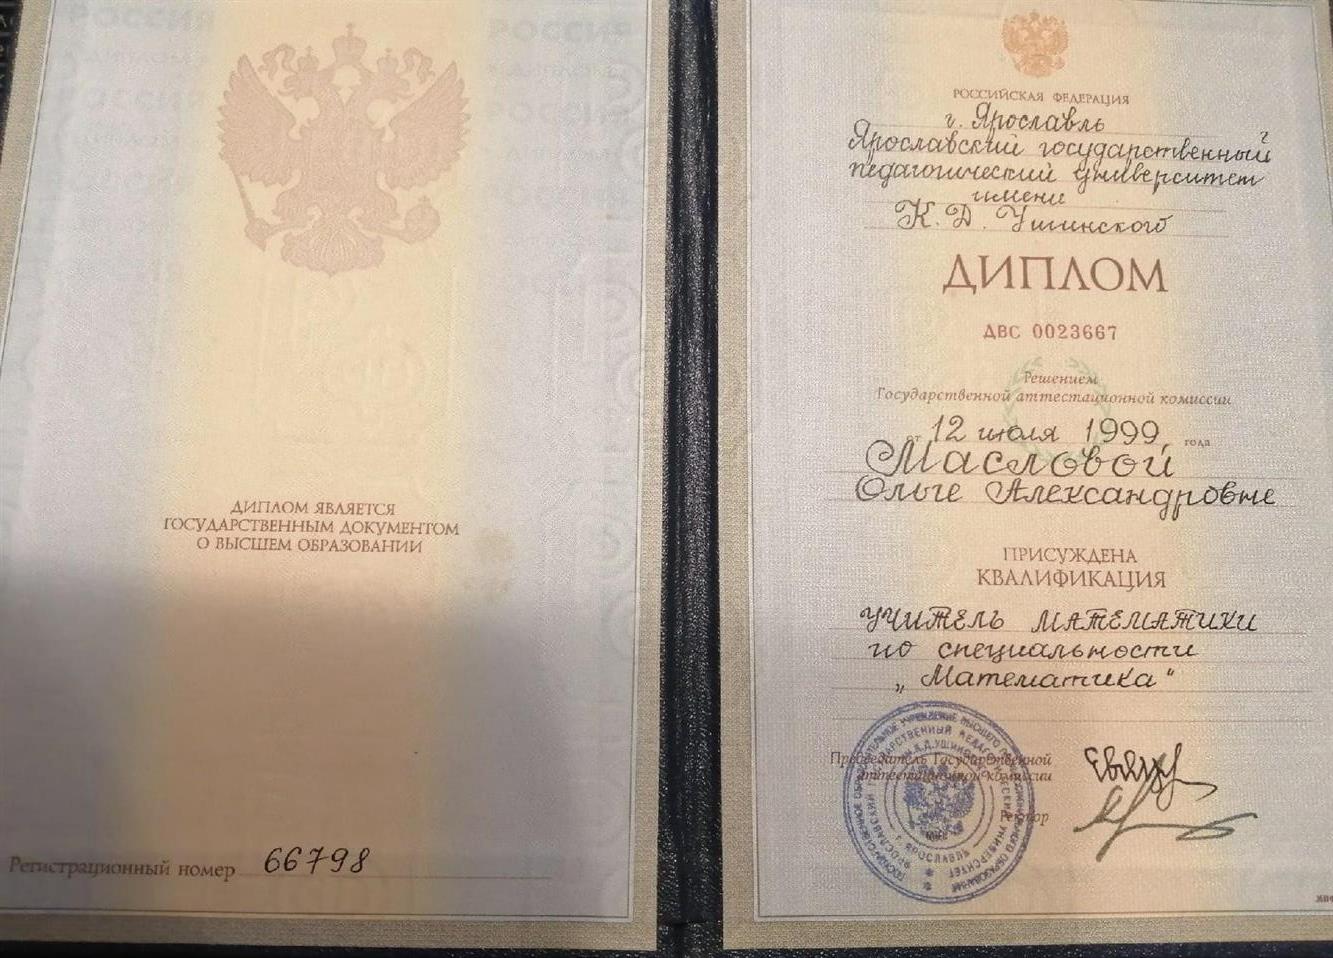 ДИПЛОМ ЯВЛЯЕТСЯ
ГОСУДАРСТВЕННЫМ ДОКУМЕНТОМ
О ВЫСШЕМ ОБРАЗОВАНИИ
Регистрационный номер 66798
РОССИЙСКАЯ ФЕДЕРАЦИЯ
г. Ярославль
Ярославский государственный
педагогический университет
имени
К. Д. Ушинского
ДИПЛОМ
ДВС 0023667
Решением
Государственной аттестационной комиссии
от 12 июля 1999 года
Масловой
Ольге Александровне
ПРИСУЖДЕНА
КВАЛИФИКАЦИЯ
УЧИТЕЛЬ МАТЕМАТИКИ
по специальности
„Математика“
Председатель Государственной
аттестационной комиссии
Ректор